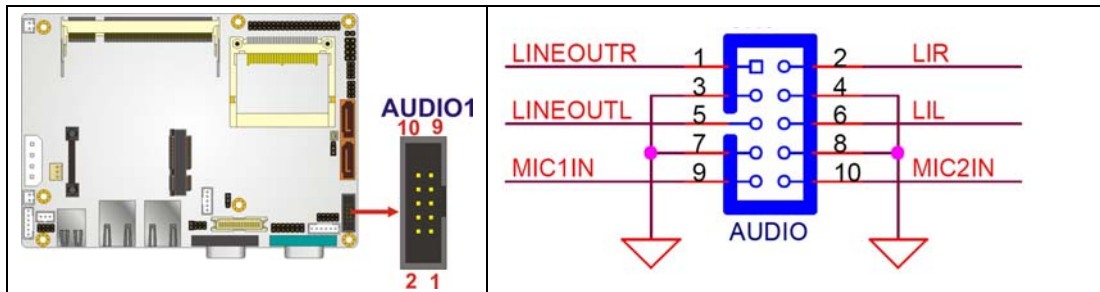 AUDIO1
10 9
2 1
LINEOUTR 1 2 LIR
3 4
LINEOUTL 5 6 LIL
7 8
MIC1IN 9 10 MIC2IN
AUDIO